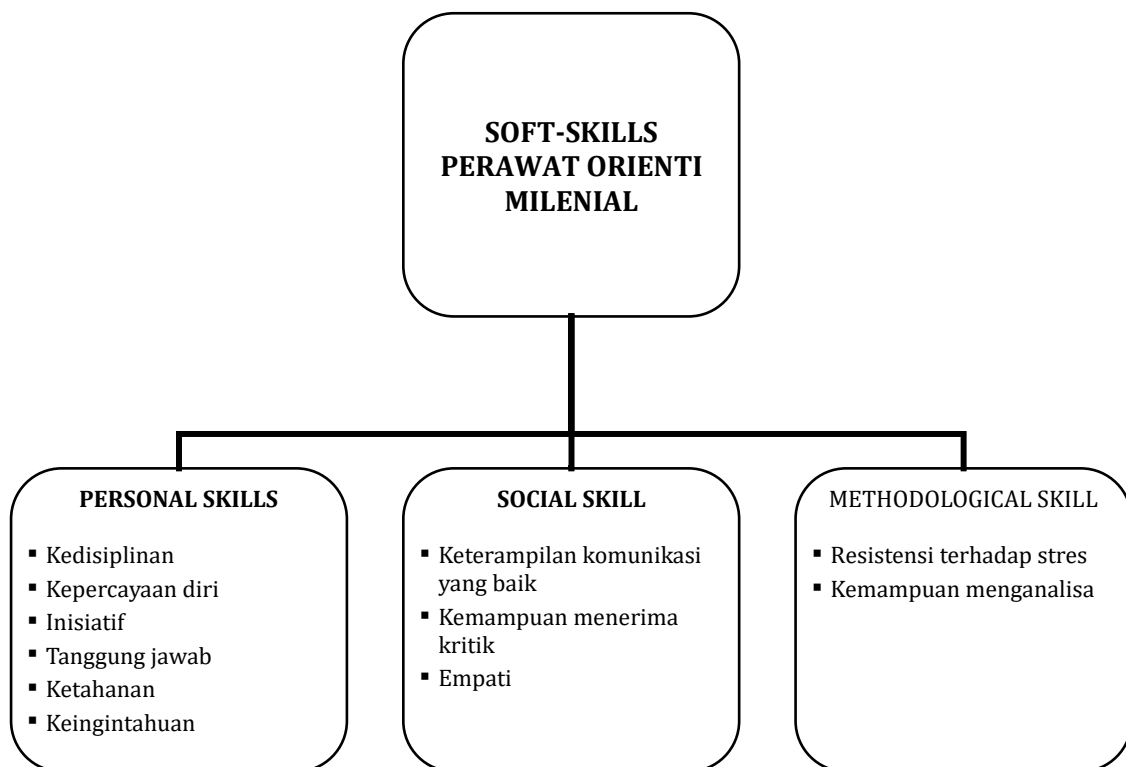 SOFT-SKILLS
PERAWAT ORIENTI
MILENIAL
PERSONAL SKILLS
▪ Kedisiplinan
▪ Kepercayaan diri
▪ Inisiatif
▪ Tanggung jawab
▪ Ketahanan
▪ Keingintahuan
SOCIAL SKILL
▪ Keterampilan komunikasi
yang baik
▪ Kemampuan menerima
kritik
▪ Empati
METHODOLOGICAL SKILL
▪ Resistensi terhadap stres
▪ Kemampuan menganalisa